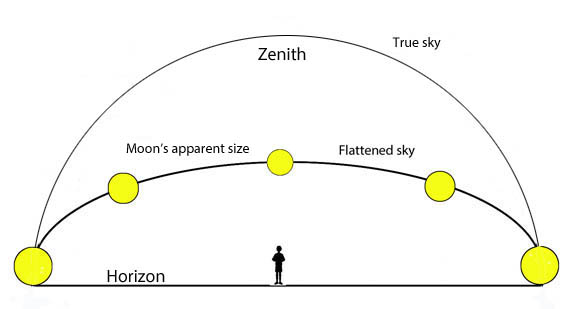 True sky
Zenith
Moon's apparent size
Flattened sky
Horizon